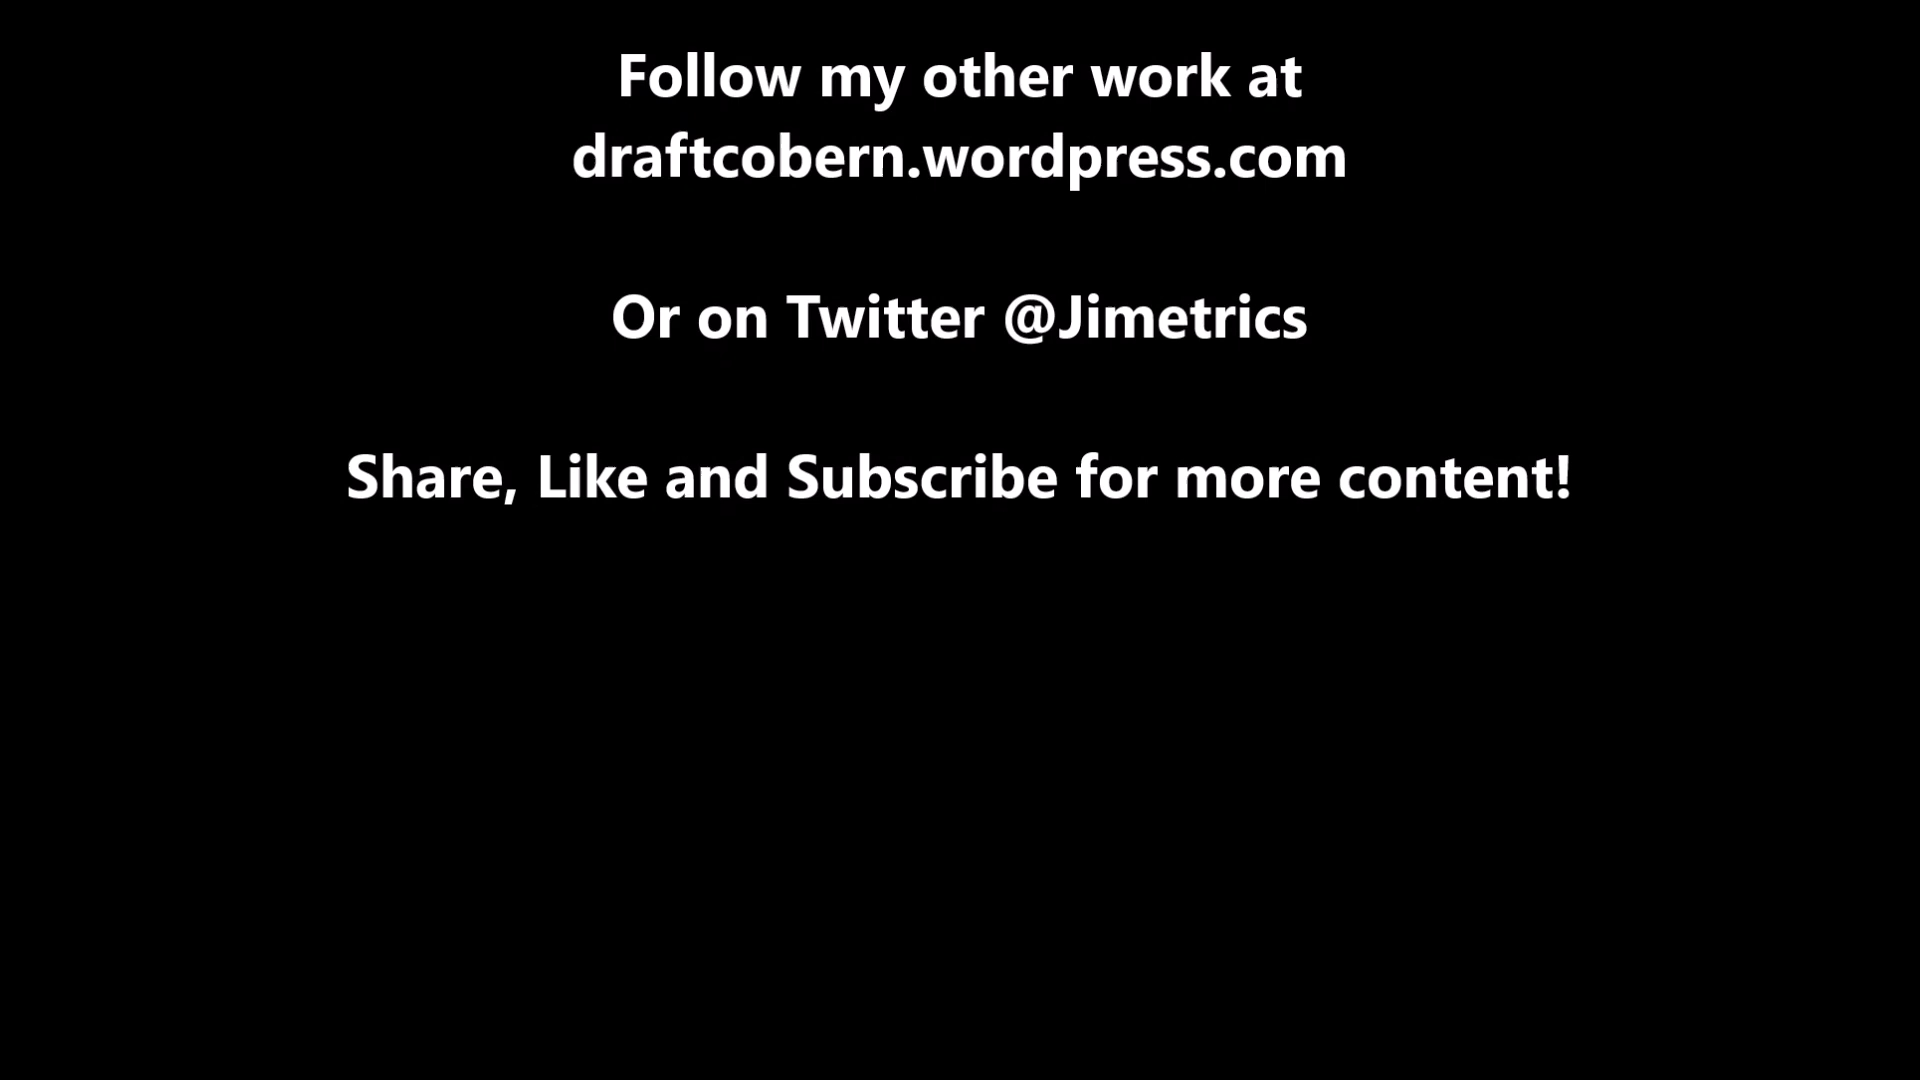 Follow my other work at
draftcobern.wordpress.com
Or on Twitter @Jimetrics
Share, Like and Subscribe for more content!